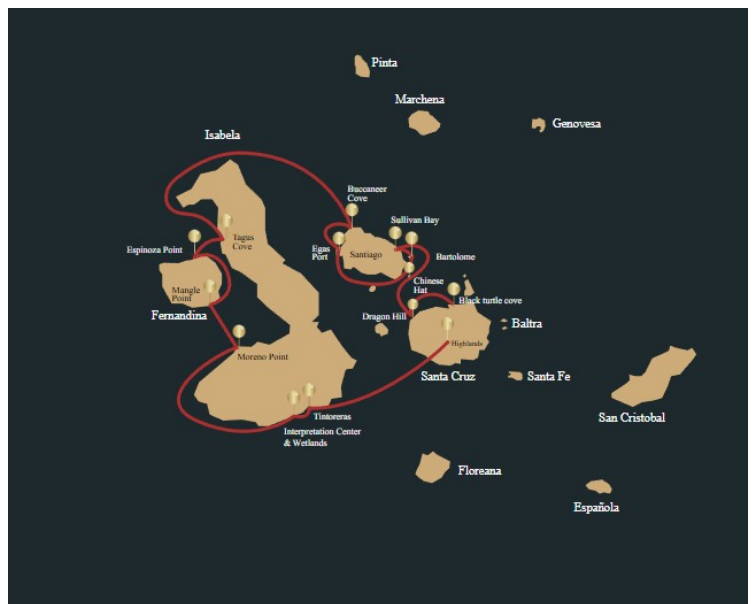 Pinta
Marchena
Genovesa
Isabela
Buccaneer
Cove
Sullivan Bay
Espinoza Point
Tagus
Cove
Egas
Port
Santiago
Bartolome
Chinese
Hat
Mangle
Point
Black turtle cove
Fernandina
Dragon Hill
Baltra
Highlands
Moreno Point
Santa Cruz
Santa Fe
Tintoreras
San Cristobal
Interpretation Center
& Wetlands
Floreana
Española